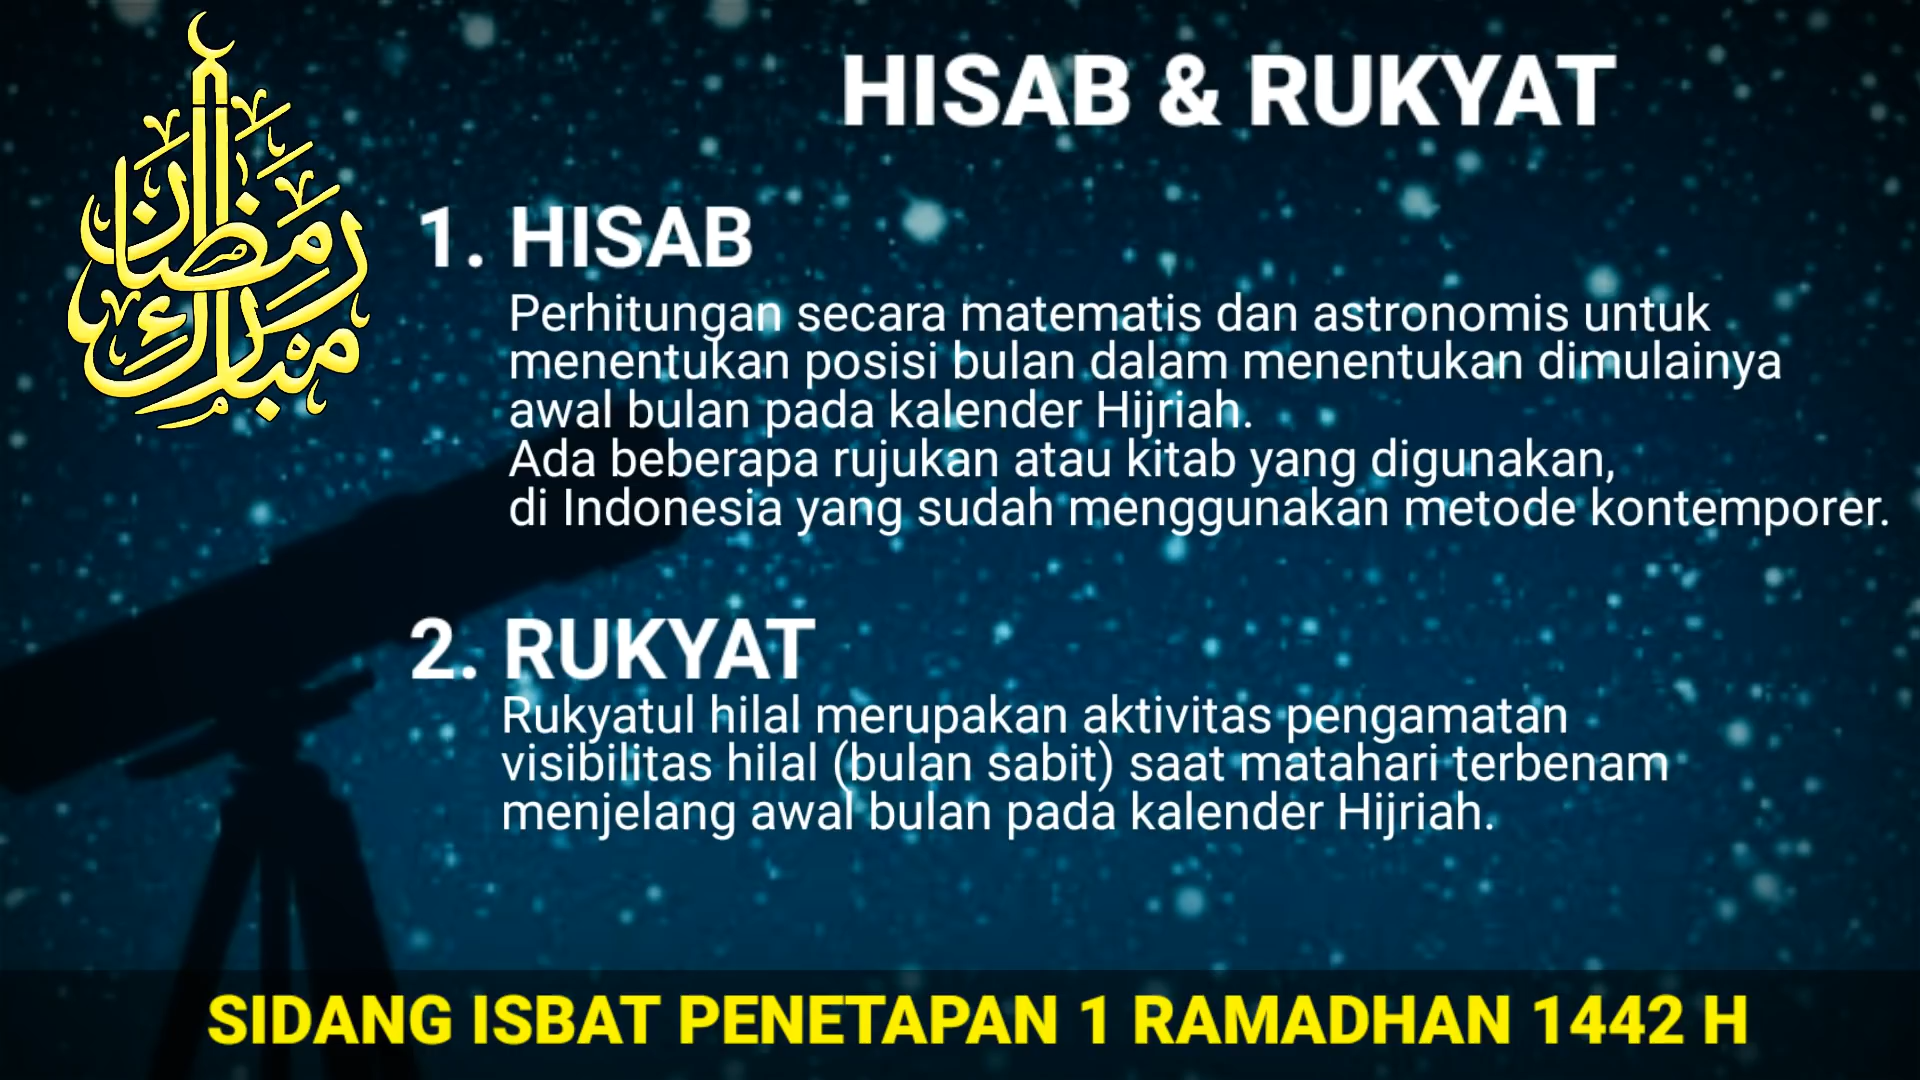 رمضان
مبارك
HISAB & RUKYAT
1. HISAB
Perhitungan secara matematis dan astronomis untuk
menentukan posisi bulan dalam menentukan dimulainya
awal bulan pada kalender Hijriah.
Ada beberapa rujukan atau kitab yang digunakan,
di Indonesia yang sudah menggunakan metode kontemporer.
2. RUKYAT
Rukyatul hilal merupakan aktivitas pengamatan
visibilitas hilal (bulan sabit) saat matahari terbenam
menjelang awal bulan pada kalender Hijriah.
SIDANG ISBAT PENETAPAN 1 RAMADHAN 1442 H